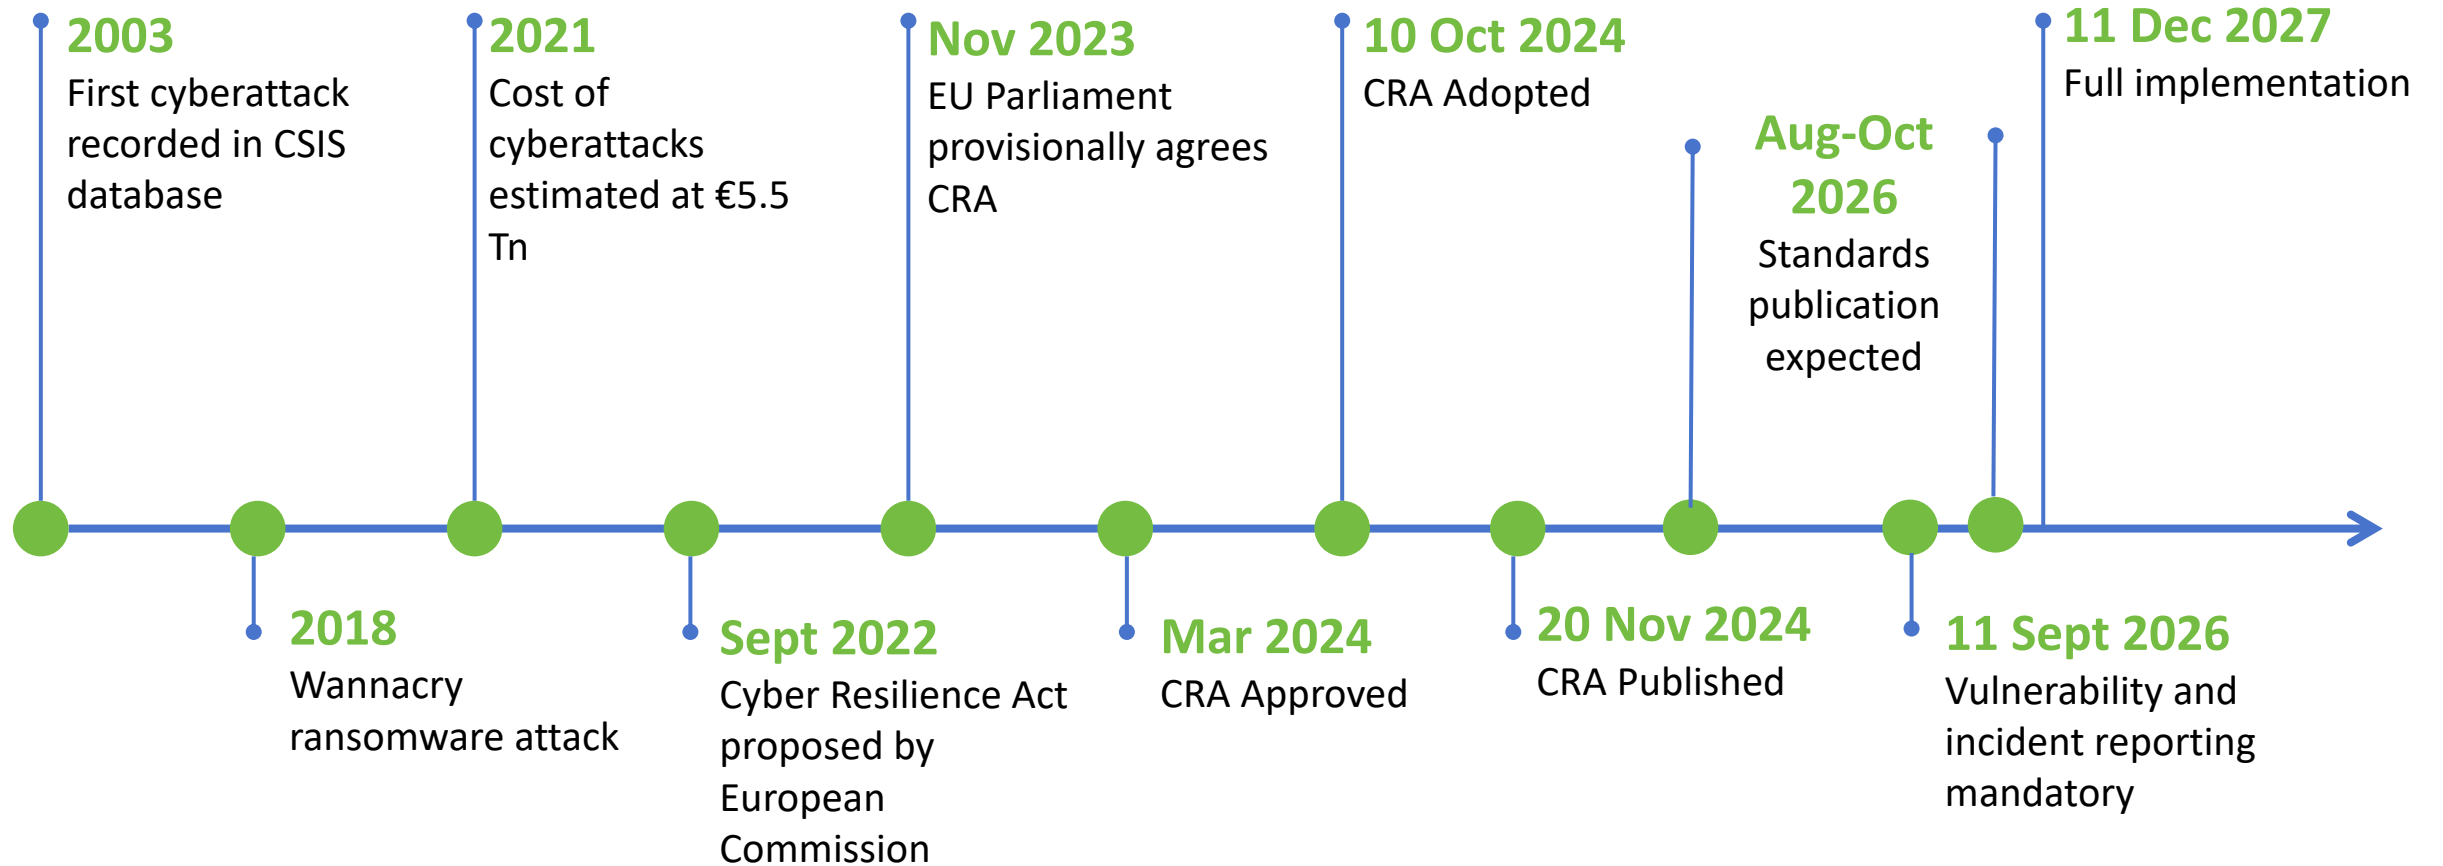 2003
First cyberattack
recorded in CSIS
database
2021
Cost of
cyberattacks
estimated at €5.5
Tn
Nov 2023
EU Parliament
provisionally agrees
CRA
10 Oct 2024
CRA Adopted
Aug-Oct
2026
Standards
publication
expected
11 Dec 2027
Full implementation
2018
Wannacry
ransomware attack
Sept 2022
Cyber Resilience Act
proposed by
European
Commission
Mar 2024
CRA Approved
20 Nov 2024
CRA Published
11 Sept 2026
Vulnerability and
incident reporting
mandatory